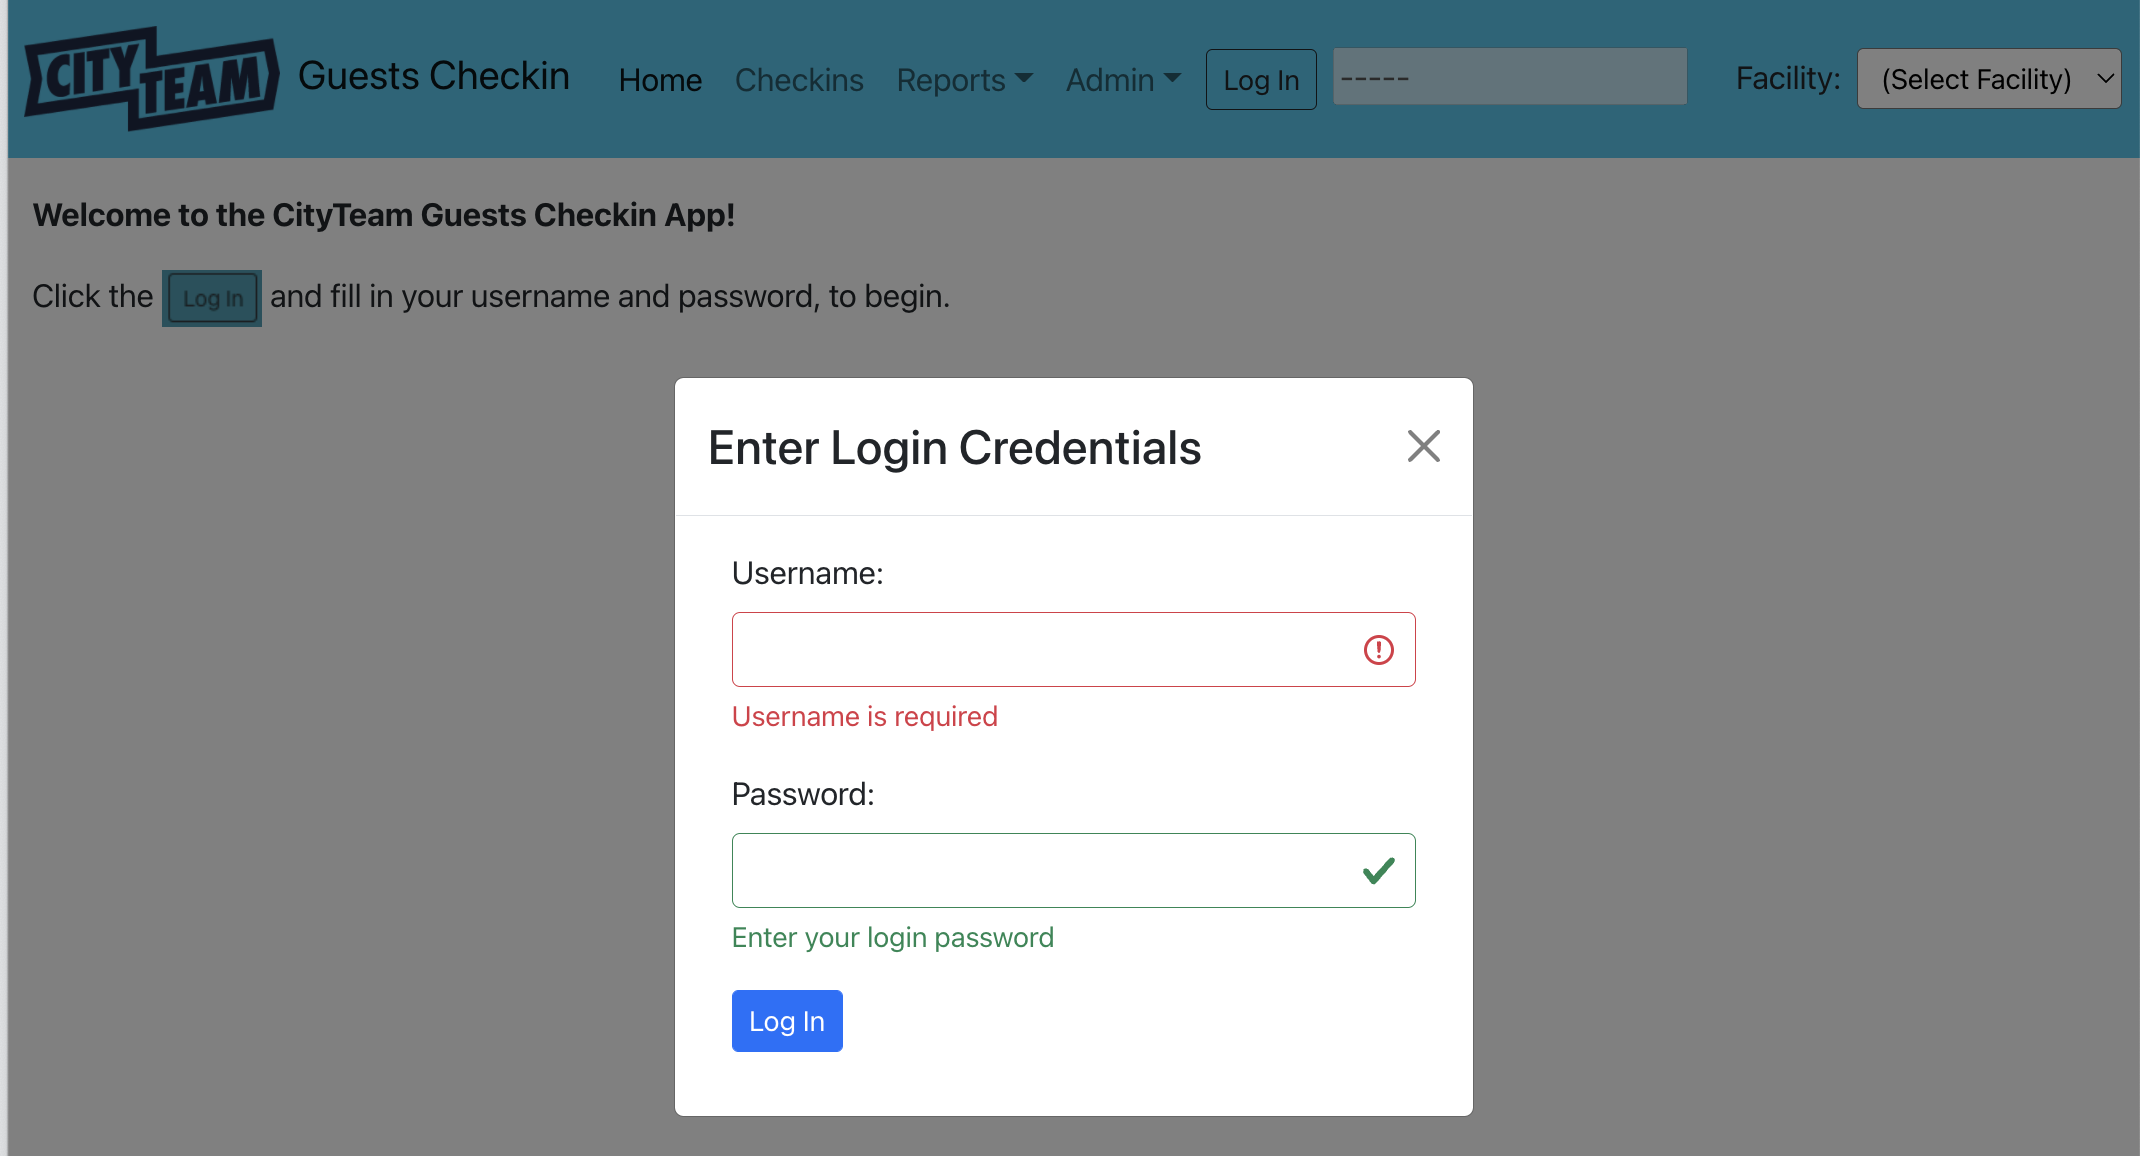 CITY TEAM Guests Checkin Home Checkins Reports Admin Log In ----- Facility: (Select Facility)
Welcome to the CityTeam Guests Checkin App!
Click the Log In and fill in your username and password, to begin.
Enter Login Credentials
Username:
Username is required
Password:
Enter your login password
Log In